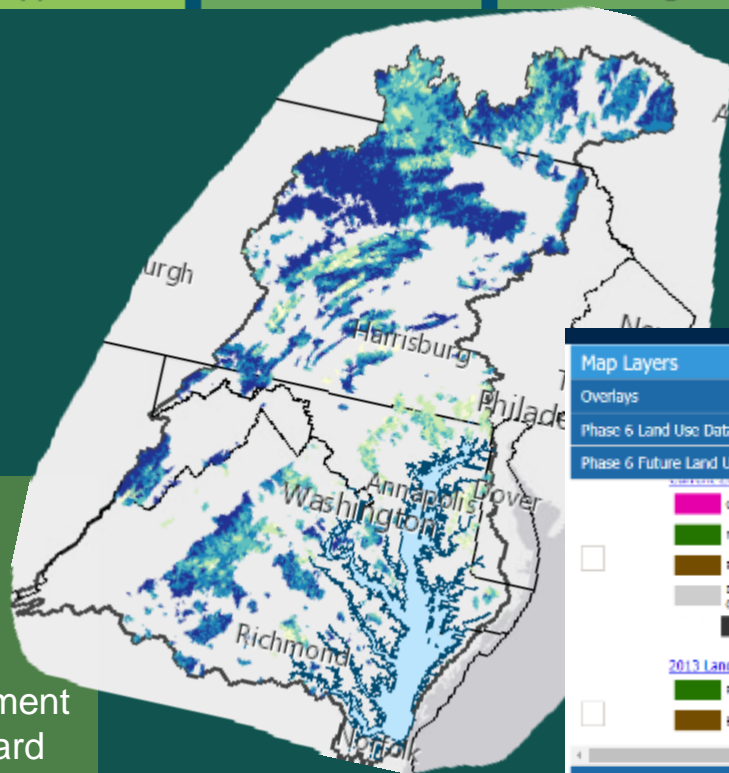 urgh
Harrisburg
Philade
Annapolis
Dover
Washington
Richmond
Norfolk
ment
ard
Map Layers
Overlays
Phase 6 Land Use Data
Phase 6 Future Land U
2013 Land